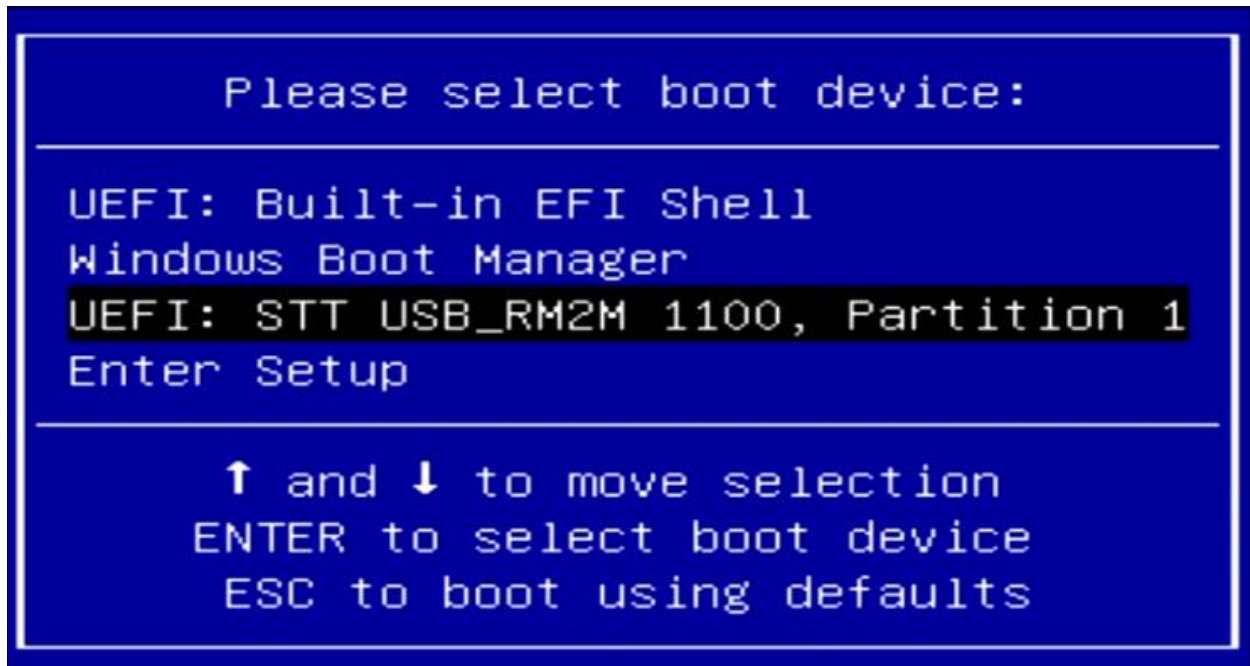 Please select boot device:
UEFI: Built-in EFI Shell
Windows Boot Manager
UEFI: STT USB_RM2M 1100, Partition 1
Enter Setup
↑ and ↓ to move selection
ENTER to select boot device
ESC to boot using defaults